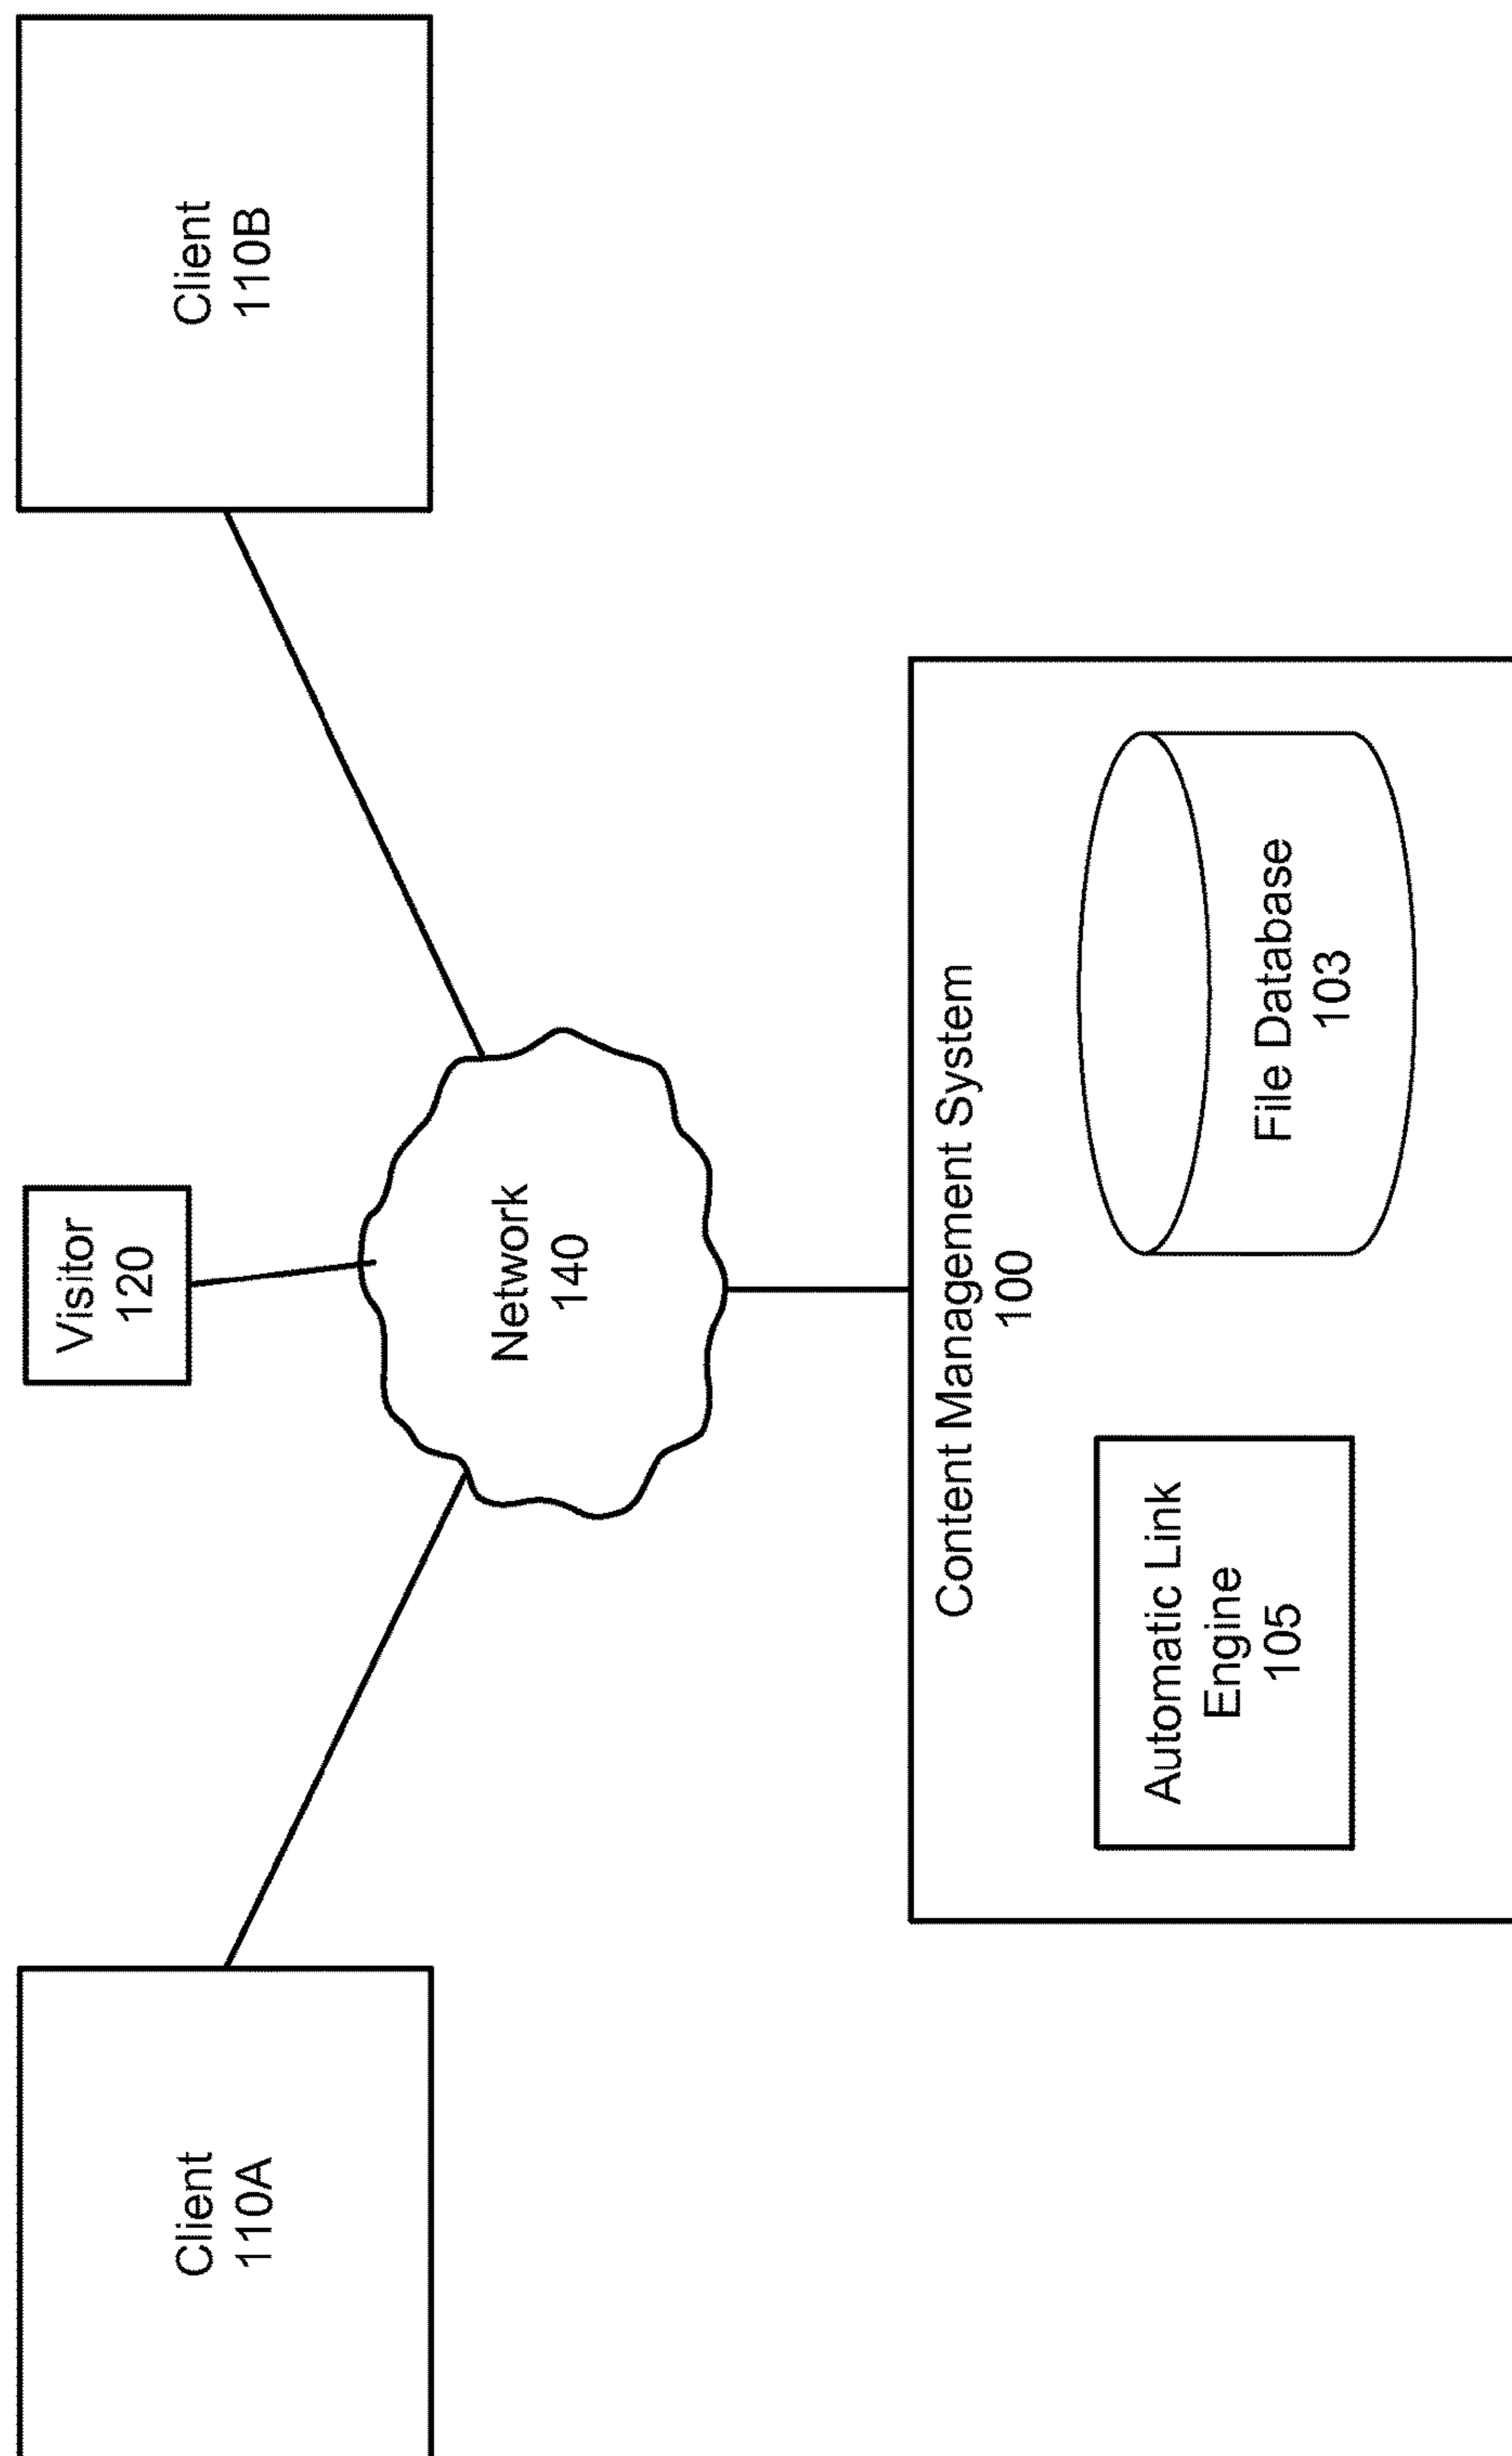 Client
110A
Visitor
120
Client
110B
Network
140
Content Management System
100
Automatic Link
Engine
105
File Database
103